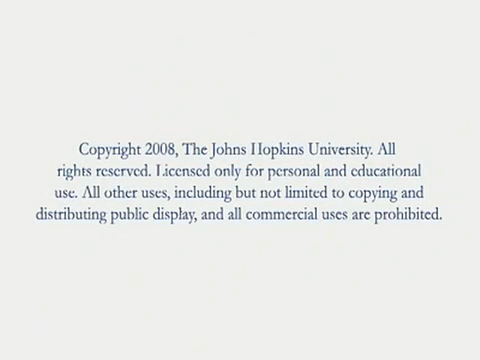 Copyright 2008, The Johns Hopkins University. All
rights reserved. Licensed only for personal and educational
use. All other uses, including but not limited to copying and
distributing public display, and all commercial uses are prohibited.